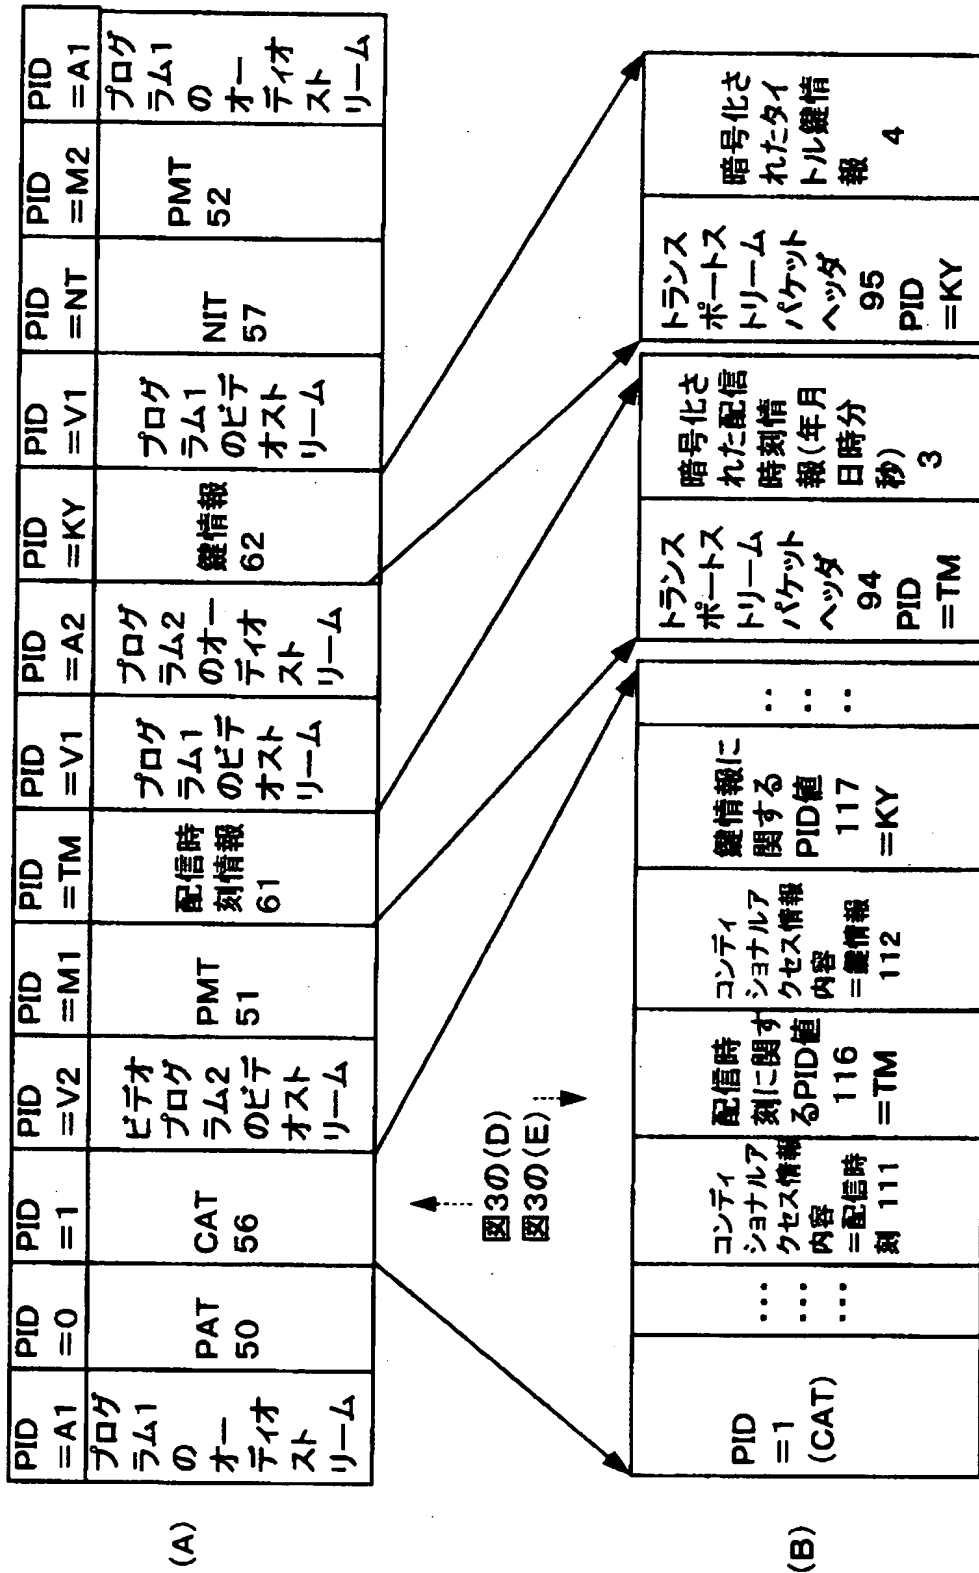 (A)
PID
=A1
プログ
ラム1
の
オー
ディオ
スト
リーム
PID
=0
PAT
50
PID
=1
CAT
56
PID
=V2
ビデオ
プログ
ラム2
のビデ
オスト
リーム
PID
=M1
PMT
51
PID
=TM
配信時
刻情報
61
PID
=V1
プログ
ラム1
のビデ
オスト
リーム
PID
=A2
プログ
ラム2
のオー
ディオ
スト
リーム
PID
=KY
鍵情報
62
PID
=V1
プログ
ラム1
のビデ
オスト
リーム
PID
=NT
NIT
57
PID
=M2
PMT
52
PID
=A1
プログ
ラム1
の
オー
ディオ
スト
リーム
図3の(D)
図3の(E)
(B)
PID
=1
(CAT)
…
…
…
コンディ
ショナルア
クセス情報
内容
=配信時
刻 111
配信時
刻に関す
るPID値
116
=TM
コンディ
ショナルア
クセス情報
内容
=鍵情報
112
鍵情報に
関する
PID値
117
=KY
‥
‥
‥
トランス
ポートス
トリーム
パケット
ヘッダ
94
PID
=TM
暗号化さ
れた配信
時刻情
報(年月
日時分
秒)
3
トランス
ポートス
トリーム
パケット
ヘッダ
95
PID
=KY
暗号化さ
れたタイ
トル鍵情
報
4